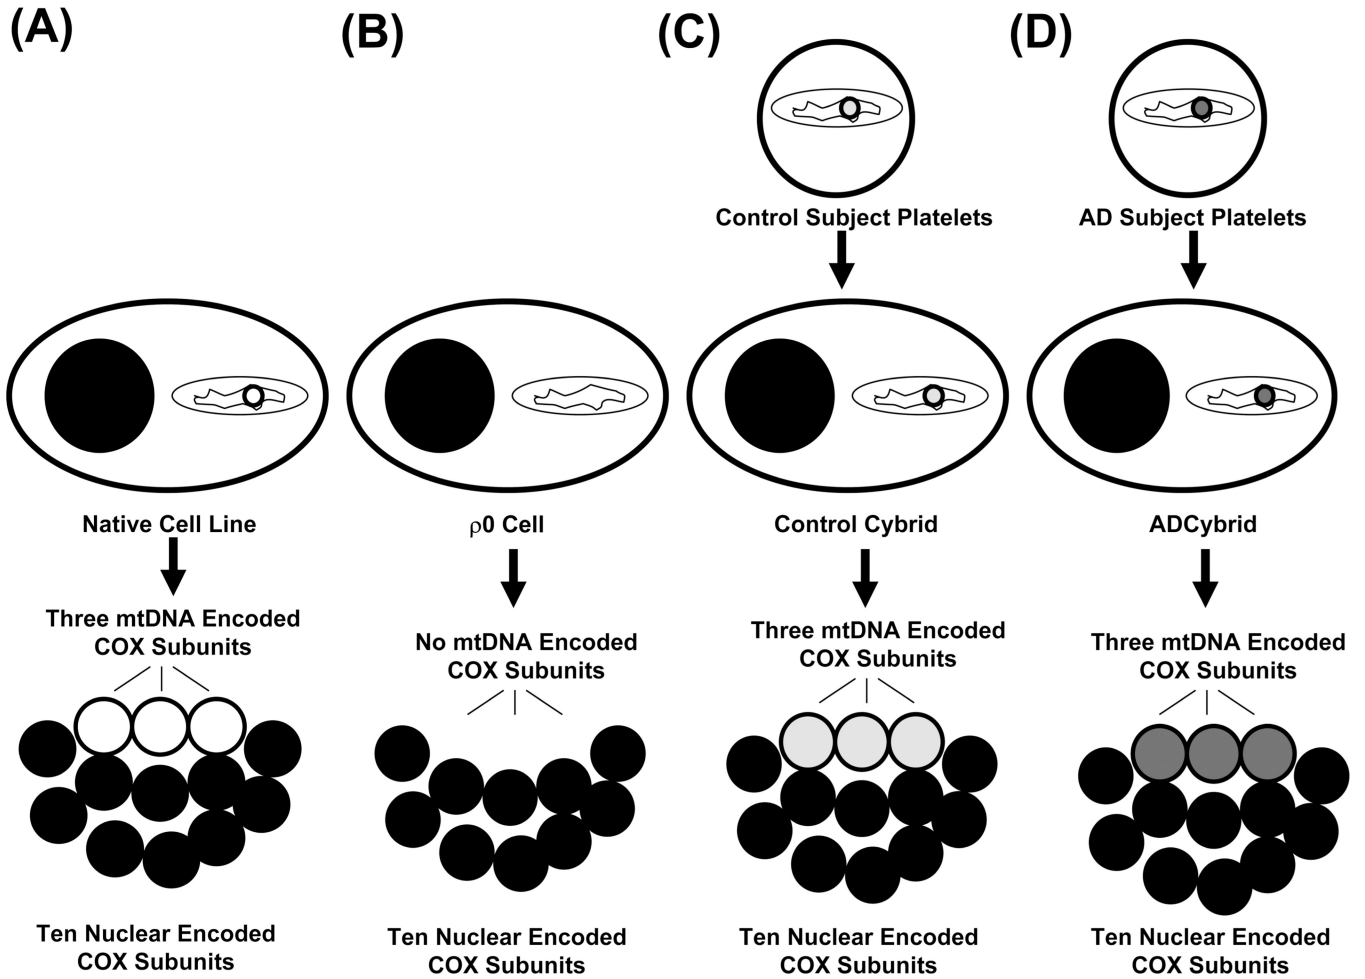 (A)
(B)
(C)
(D)
Control Subject Platelets
AD Subject Platelets
Native Cell Line
ρ0 Cell
Control Cybrid
ADCybrid
Three mtDNA Encoded
COX Subunits
No mtDNA Encoded
COX Subunits
Three mtDNA Encoded
COX Subunits
Three mtDNA Encoded
COX Subunits
Ten Nuclear Encoded
COX Subunits
Ten Nuclear Encoded
COX Subunits
Ten Nuclear Encoded
COX Subunits
Ten Nuclear Encoded
COX Subunits